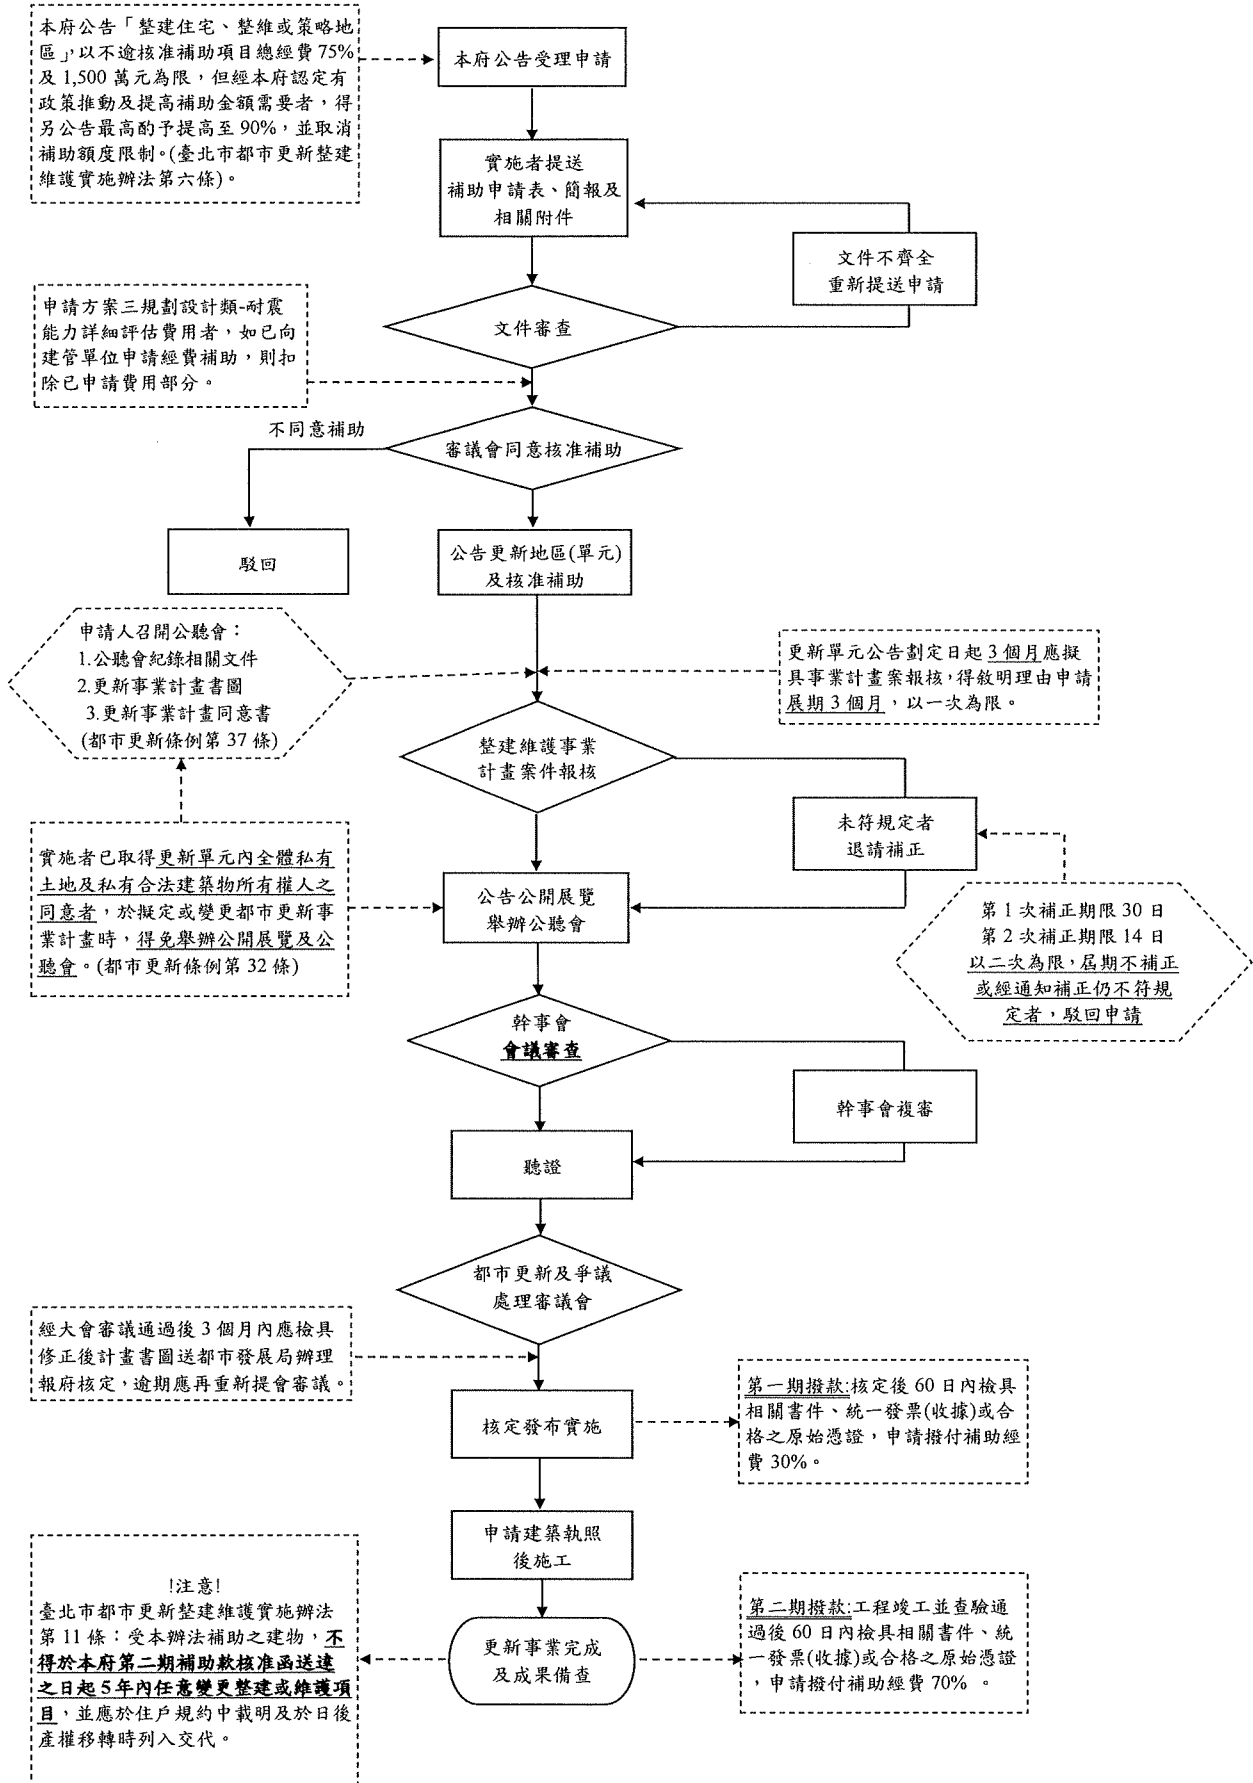 本府公告「整建住宅、整維或策略地
區」,以不逾核准補助項目總經費 75%
及 1,500 萬元為限，但經本府認定有
政策推動及提高補助金額需要者，得
另公告最高酌予提高至 90%，並取消
補助額度限制。(臺北市都市更新整建
維護實施辦法第六條)。
本府公告受理申請
實施者提送
補助申請表、簡報及
相關附件
文件不齊全
重新提送申請
申請方案三規劃設計類-耐震
能力詳細評估費用者，如已向
建管單位申請經費補助，則扣
除已申請費用部分。
文件審查
不同意補助
審議會同意核准補助
駁回
公告更新地區(單元)
及核准補助
申請人召開公聽會：
1.公聽會紀錄相關文件
2.更新事業計畫書圖
3.更新事業計畫同意書
(都市更新條例第 37 條)
更新單元公告劃定日起 3 個月應擬
具事業計畫案報核，得敘明理由申請
展期 3 個月，以一次為限。
整建維護事業
計畫案件報核
未符規定者
退請補正
實施者已取得更新單元內全體私有
土地及私有合法建築物所有權人之
同意者，於擬定或變更都市更新事
業計畫時，得免舉辦公開展覽及公
聽會。(都市更新條例第 32 條)
公告公開展覽
舉辦公聽會
第 1 次補正期限 30 日
第 2 次補正期限 14 日
以二次為限，屆期不補正
或經通知補正仍不符規
定者，駁回申請
幹事會
會議審查
幹事會複審
聽證
都市更新及爭議
處理審議會
經大會審議通過後 3 個月內應檢具
修正後計畫書圖送都市發展局辦理
報府核定，逾期應再重新提會審議。
核定發布實施
第一期撥款:核定後 60 日內檢具
相關書件、統一發票(收據)或合
格之原始憑證，申請撥付補助經
費 30%。
申請建築執照
後施工
!注意!
臺北市都市更新整建維護實施辦法
第 11 條：受本辦法補助之建物，不
得於本府第二期補助款核准函送達
之日起 5 年內任意變更整建或維護項
目，並應於住戶規約中載明及於日後
產權移轉時列入交代。
更新事業完成
及成果備查
第二期撥款:工程竣工並查驗通
過後 60 日內檢具相關書件、統
一發票(收據)或合格之原始憑證
，申請撥付補助經費 70% 。